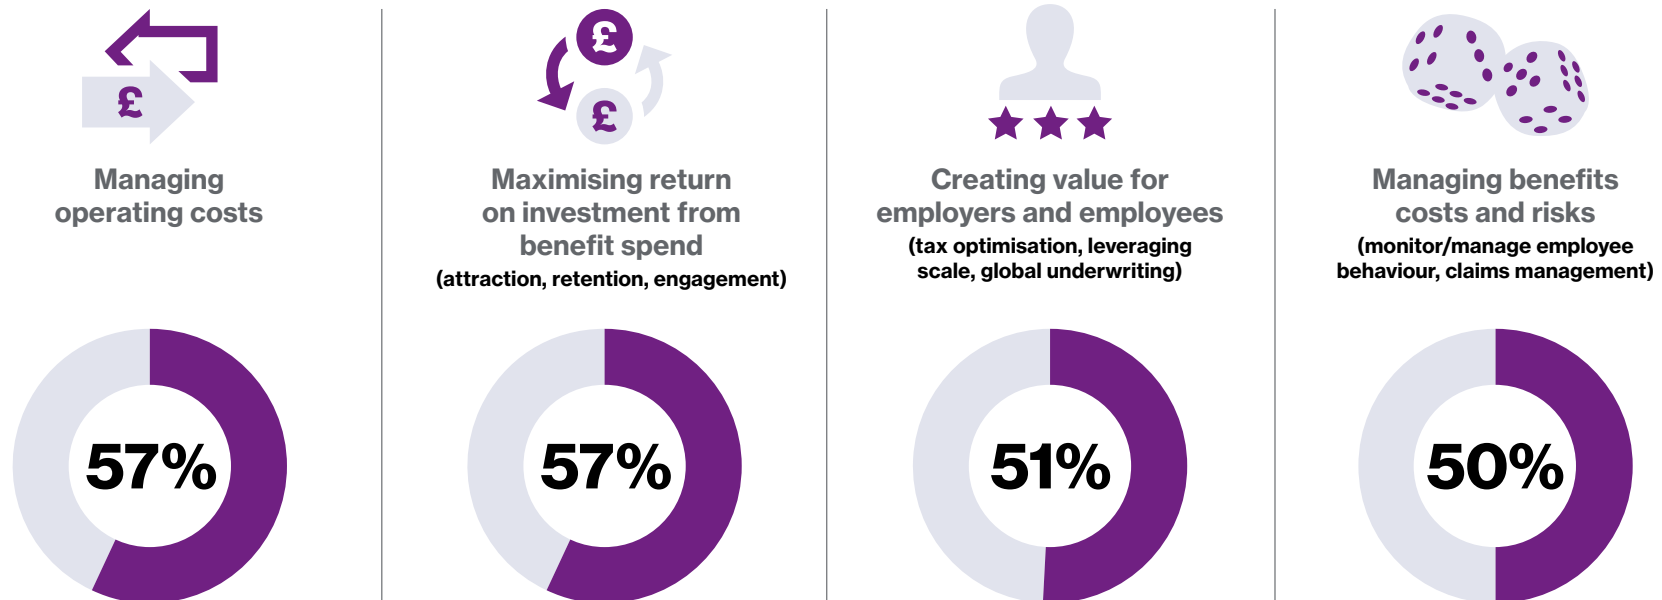 £
Managing
operating costs
57%
£
£
Maximising return
on investment from
benefit spend
(attraction, retention, engagement)
57%
Creating value for
employers and employees
(tax optimisation, leveraging
scale, global underwriting)
51%
Managing benefits
costs and risks
(monitor/manage employee
behaviour, claims management)
50%